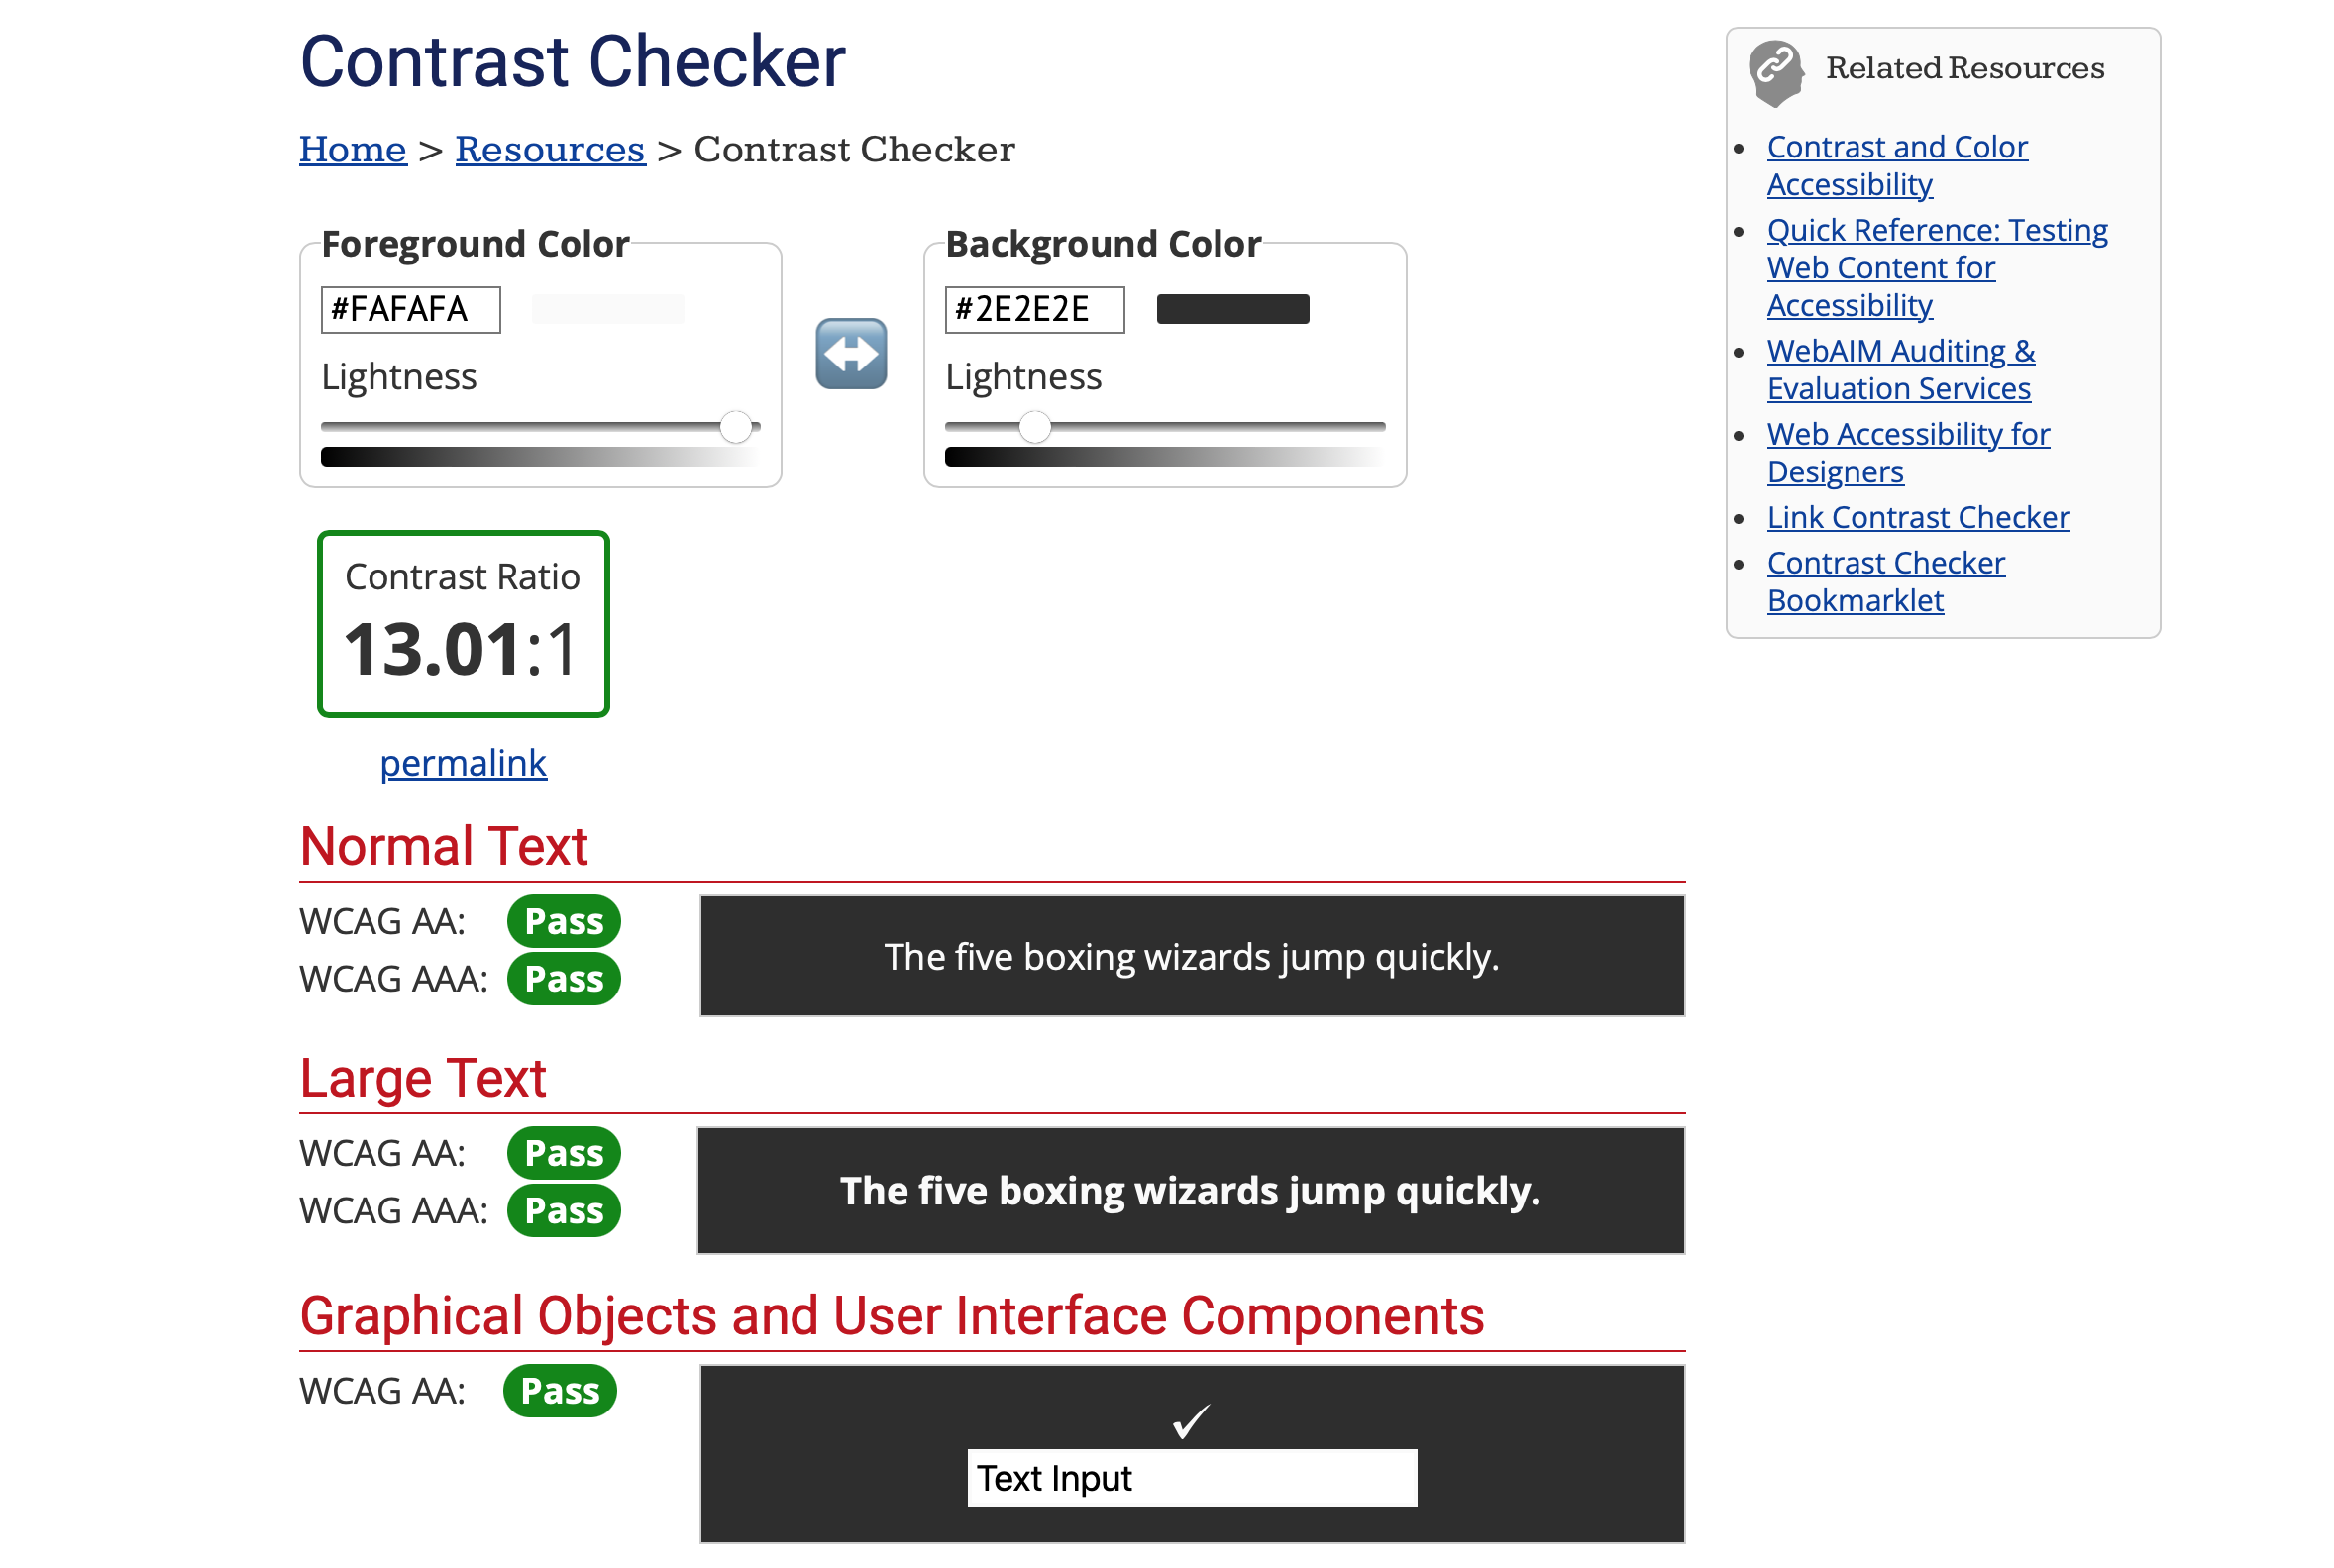 Contrast Checker
Home > Resources > Contrast Checker
Foreground Color
#FAFAFA
Lightness
Background Color
#2E2E2E
Lightness
Contrast Ratio
13.01:1
permalink
Normal Text
WCAG AA: Pass
WCAG AAA: Pass
The five boxing wizards jump quickly.
Large Text
WCAG AA: Pass
WCAG AAA: Pass
The five boxing wizards jump quickly.
Graphical Objects and User Interface Components
WCAG AA: Pass
✓
Text Input
Related Resources
• Contrast and Color
Accessibility
• Quick Reference: Testing
Web Content for
Accessibility
• WebAIM Auditing &
Evaluation Services
• Web Accessibility for
Designers
• Link Contrast Checker
• Contrast Checker
Bookmarklet